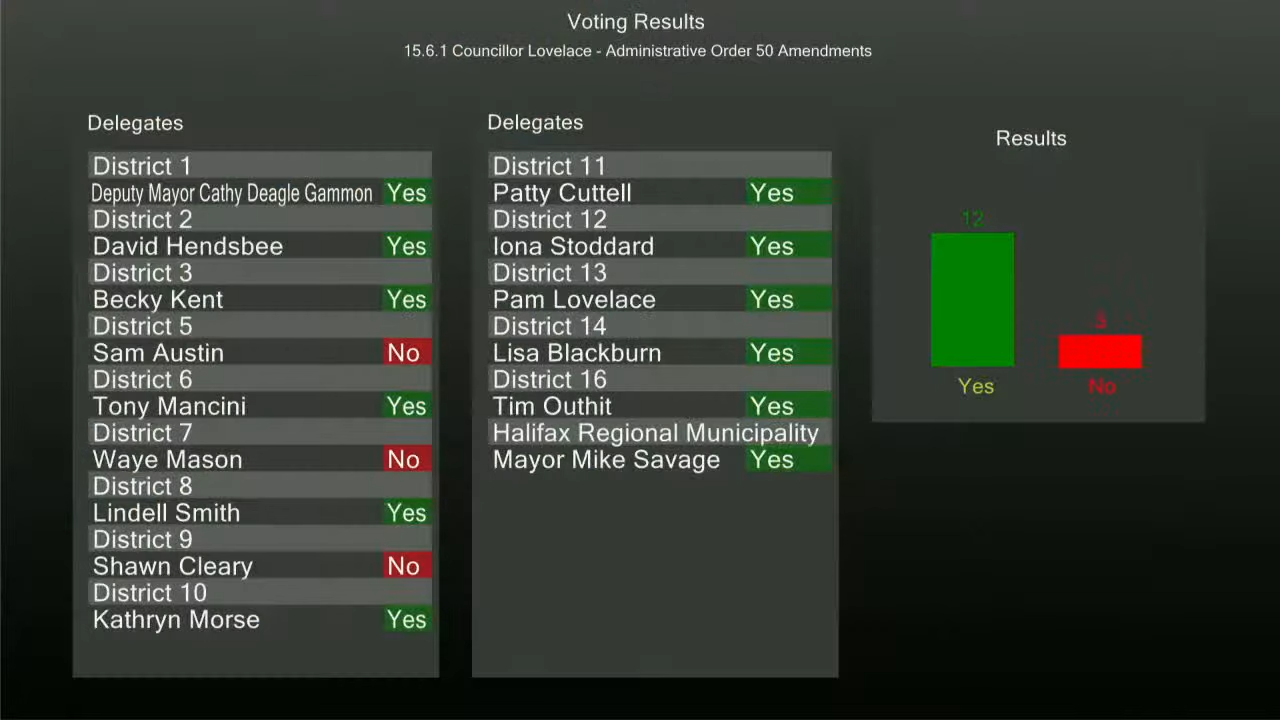 Voting Results
15.6.1 Councillor Lovelace - Administrative Order 50 Amendments
Delegates
District 1
Deputy Mayor Cathy Deagle Gammon Yes
District 2
David Hendsbee Yes
District 3
Becky Kent Yes
District 5
Sam Austin No
District 6
Tony Mancini Yes
District 7
Waye Mason No
District 8
Lindell Smith Yes
District 9
Shawn Cleary No
District 10
Kathryn Morse Yes
Delegates
District 11
Patty Cuttell Yes
District 12
Iona Stoddard Yes
District 13
Pam Lovelace Yes
District 14
Lisa Blackburn Yes
District 16
Tim Outhit Yes
Halifax Regional Municipality
Mayor Mike Savage Yes
Results
12
3
Yes No